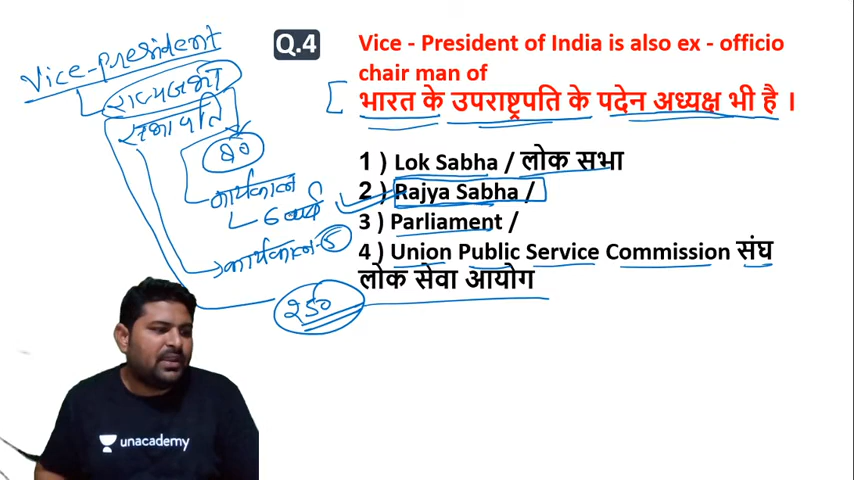 Q.4
Vice - President of India is also ex - officio
chair man of
भारत के उपराष्ट्रपति के पदेन अध्यक्ष भी है ।
1 ) Lok Sabha / लोक सभा
2 ) Rajya Sabha /
3 ) Parliament /
4 ) Union Public Service Commission संघ
लोक सेवा आयोग
Vice-President
राज्यसभा
सभापति
कार्यकाल
6 वर्ष
कार्यकाल-5
unacademy